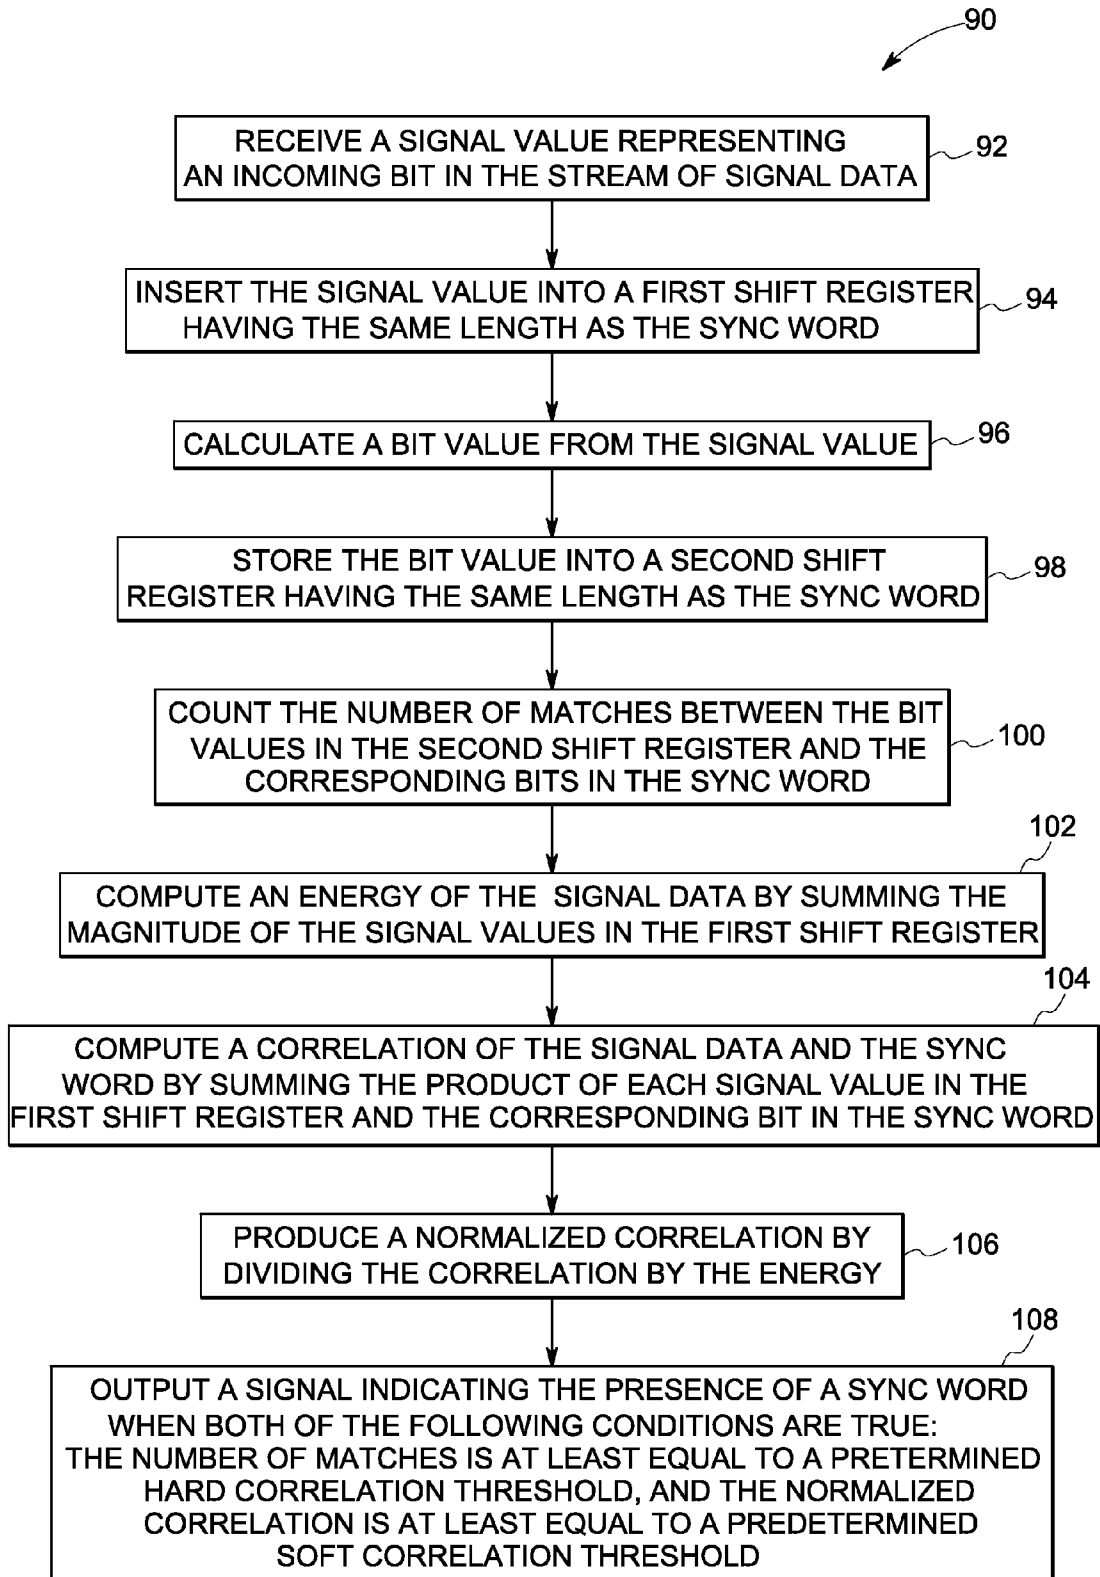 90
RECEIVE A SIGNAL VALUE REPRESENTING
AN INCOMING BIT IN THE STREAM OF SIGNAL DATA
92
INSERT THE SIGNAL VALUE INTO A FIRST SHIFT REGISTER
HAVING THE SAME LENGTH AS THE SYNC WORD
94
CALCULATE A BIT VALUE FROM THE SIGNAL VALUE
96
STORE THE BIT VALUE INTO A SECOND SHIFT
REGISTER HAVING THE SAME LENGTH AS THE SYNC WORD
98
COUNT THE NUMBER OF MATCHES BETWEEN THE BIT
VALUES IN THE SECOND SHIFT REGISTER AND THE
CORRESPONDING BITS IN THE SYNC WORD
100
102
COMPUTE AN ENERGY OF THE SIGNAL DATA BY SUMMING THE
MAGNITUDE OF THE SIGNAL VALUES IN THE FIRST SHIFT REGISTER
104
COMPUTE A CORRELATION OF THE SIGNAL DATA AND THE SYNC
WORD BY SUMMING THE PRODUCT OF EACH SIGNAL VALUE IN THE
FIRST SHIFT REGISTER AND THE CORRESPONDING BIT IN THE SYNC WORD
PRODUCE A NORMALIZED CORRELATION BY
DIVIDING THE CORRELATION BY THE ENERGY
106
108
OUTPUT A SIGNAL INDICATING THE PRESENCE OF A SYNC WORD
WHEN BOTH OF THE FOLLOWING CONDITIONS ARE TRUE:
THE NUMBER OF MATCHES IS AT LEAST EQUAL TO A PRETERMINED
HARD CORRELATION THRESHOLD, AND THE NORMALIZED
CORRELATION IS AT LEAST EQUAL TO A PREDETERMINED
SOFT CORRELATION THRESHOLD